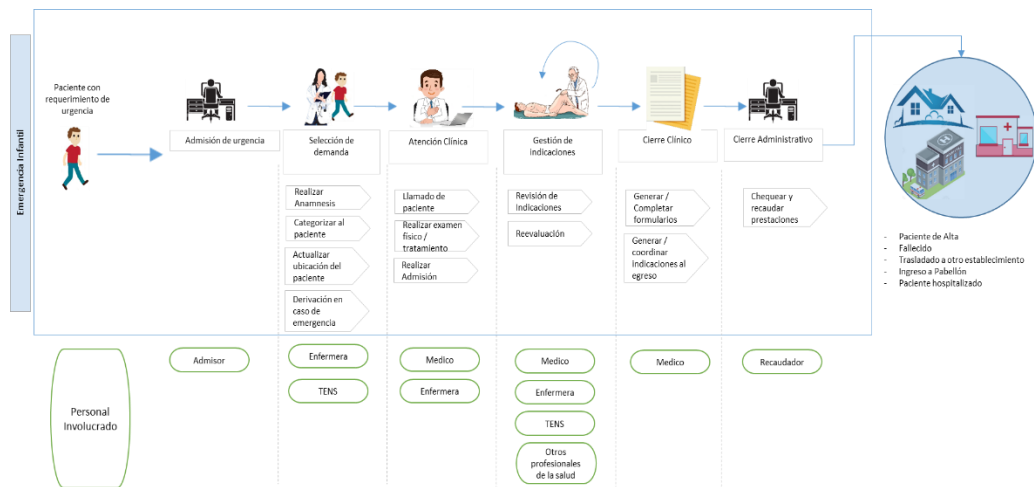 Emergencia Infantil
Paciente con
requerimiento de
urgencia
Admisión de urgencia
Selección de
demanda
Atención Clínica
Gestión de
Indicaciones
Cierre Clínico
Cierre Administrativo
Realizar
Anamnesis
Categorizar al
paciente
Actualizar
ubicación del
paciente
Derivación en
caso de
emergencia
Llamado de
paciente
Realizar examen
físico /
tratamiento
Realizar
Admisión
Revisión de
Indicaciones
Reevaluación
Generar /
Completar
formularios
Generar /
coordinar
Indicaciones al
egreso
Chequear y
recaudar
prestaciones
- Paciente de Alta
- Fallecido
- Trasladado a otro establecimiento
- Ingreso a Pabellón
- Paciente hospitalizado
Personal
Involucrado
Admisor
Enfermera
TENS
Medico
Enfermera
Medico
Enfermera
TENS
Otros
profesionales
de la salud
Medico
Recaudador
H